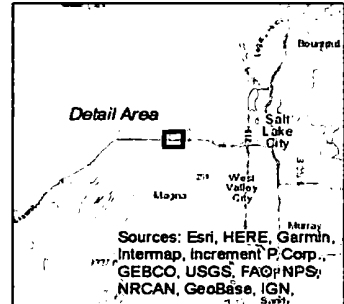 Bountiful
Detail Area
Salt
Lake
City
215
West
Valley
City
Magna
Murray
Sources: Esri, HERE, Garmin,
Intermap, increment P Corp.,
GEBCO, USGS, FAO, NPS,
NRCAN, GeoBase, IGN,